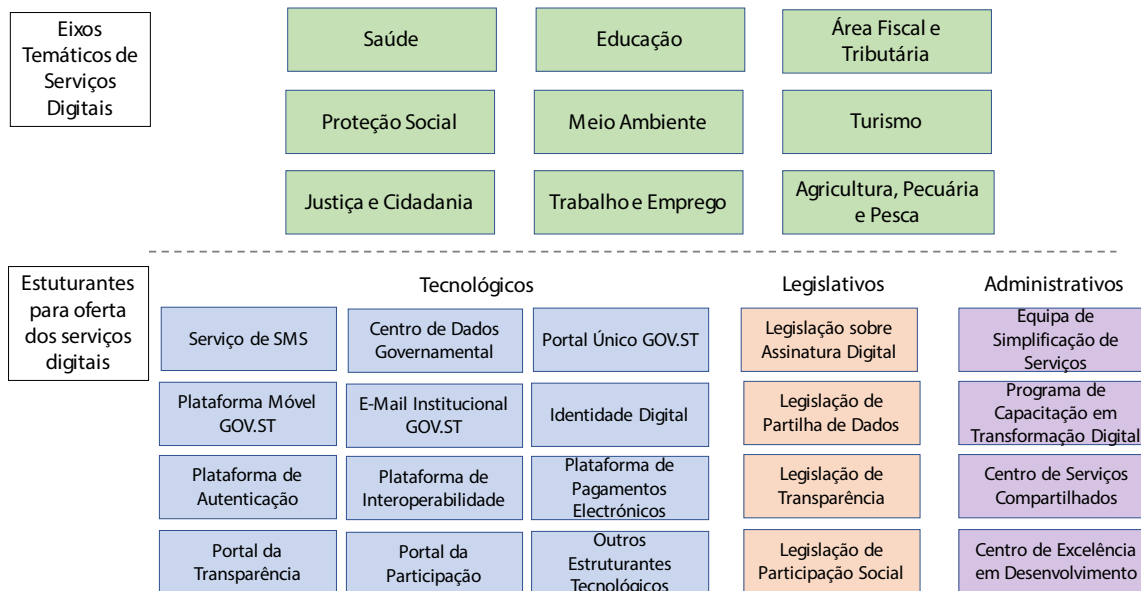 Eixos
Temáticos de
Serviços
Digitais
Saúde
Educação
Área Fiscal e
Tributária
Proteção Social
Meio Ambiente
Turismo
Justiça e Cidadania
Trabalho e Emprego
Agricultura, Pecuária
e Pesca
Estuturantes
para oferta
dos serviços
digitais
Tecnológicos
Legislativos
Administrativos
Serviço de SMS
Centro de Dados
Governamental
Portal Único GOV.ST
Legislação sobre
Assinatura Digital
Equipa de
Simplificação de
Serviços
Plataforma Móvel
GOV.ST
E-Mail Institucional
GOV.ST
Identidade Digital
Legislação de
Partilha de Dados
Programa de
Capacitação em
Transformação Digital
Plataforma de
Autenticação
Plataforma de
Interoperabilidade
Plataforma de
Pagamentos
Electrónicos
Legislação de
Transparência
Centro de Serviços
Compartilhados
Portal da
Transparência
Portal da
Participação
Outros
Estruturantes
Tecnológicos
Legislação de
Participação Social
Centro de Excelência
em Desenvolvimento